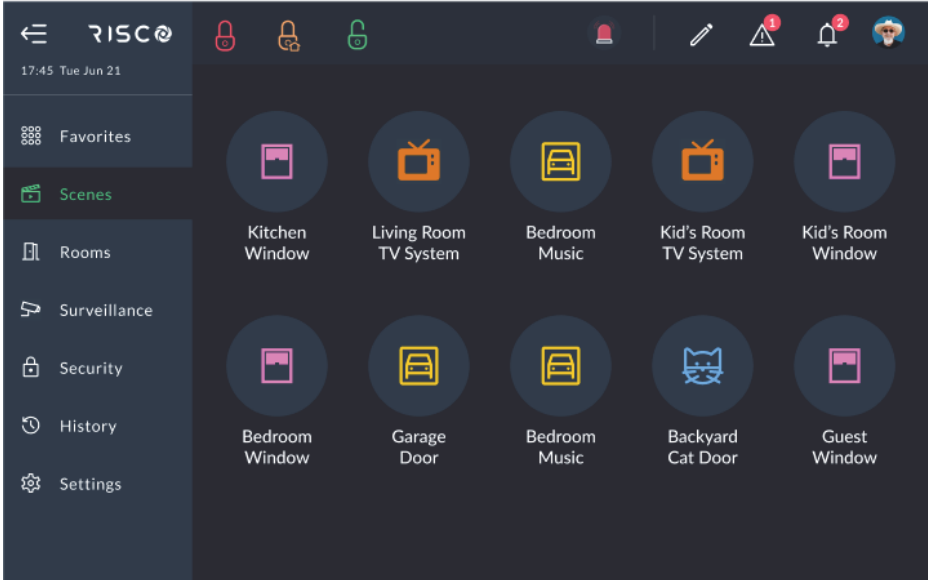 RISCO
1
2
17:45 Tue Jun 21
Favorites
Scenes
Rooms
Surveillance
Security
History
Settings
Kitchen
Window
Living Room
TV System
Bedroom
Music
Kid's Room
TV System
Kid's Room
Window
Bedroom
Window
Garage
Door
Bedroom
Music
Backyard
Cat Door
Guest
Window